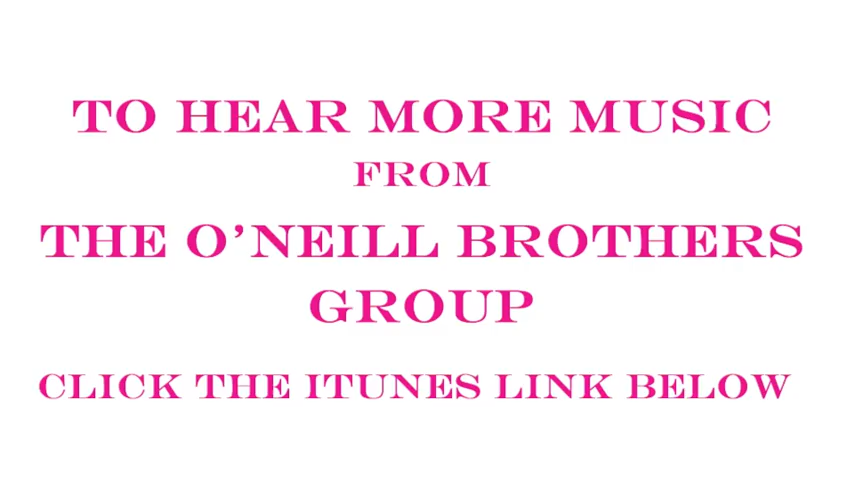 TO HEAR MORE MUSIC
FROM
THE O’NEILL BROTHERS
GROUP
CLICK THE ITUNES LINK BELOW